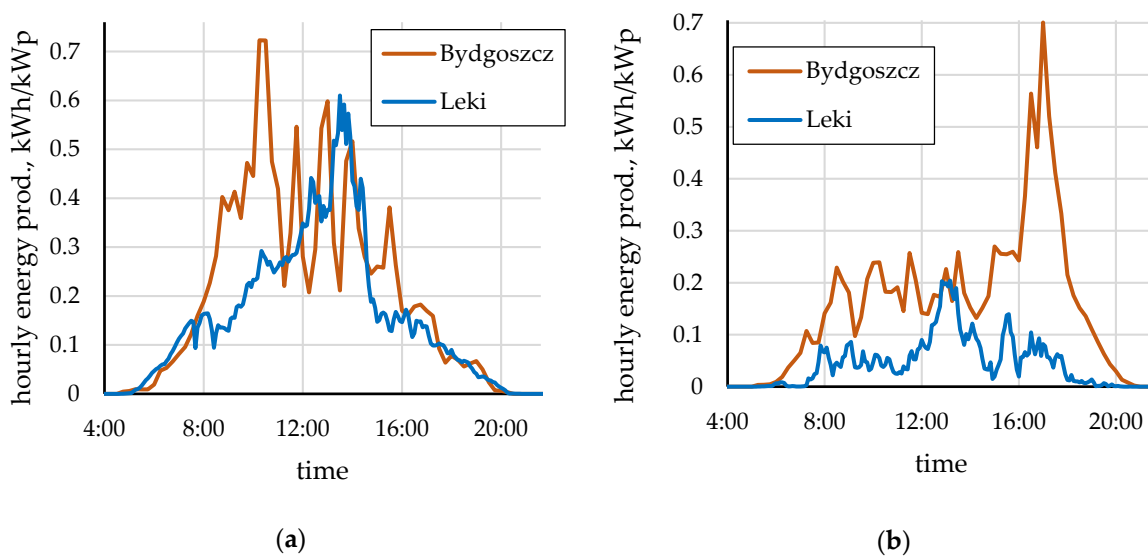 hourly energy prod., kWh/kWp
0.7
0.6
0.5
0.4
0.3
0.2
0.1
0
4:00 8:00 12:00 16:00 20:00
time
Bydgoszcz
Leki
(a)
hourly energy prod., kWh/kWp
0.7
0.6
0.5
0.4
0.3
0.2
0.1
0
4:00 8:00 12:00 16:00 20:00
time
Bydgoszcz
Leki
(b)